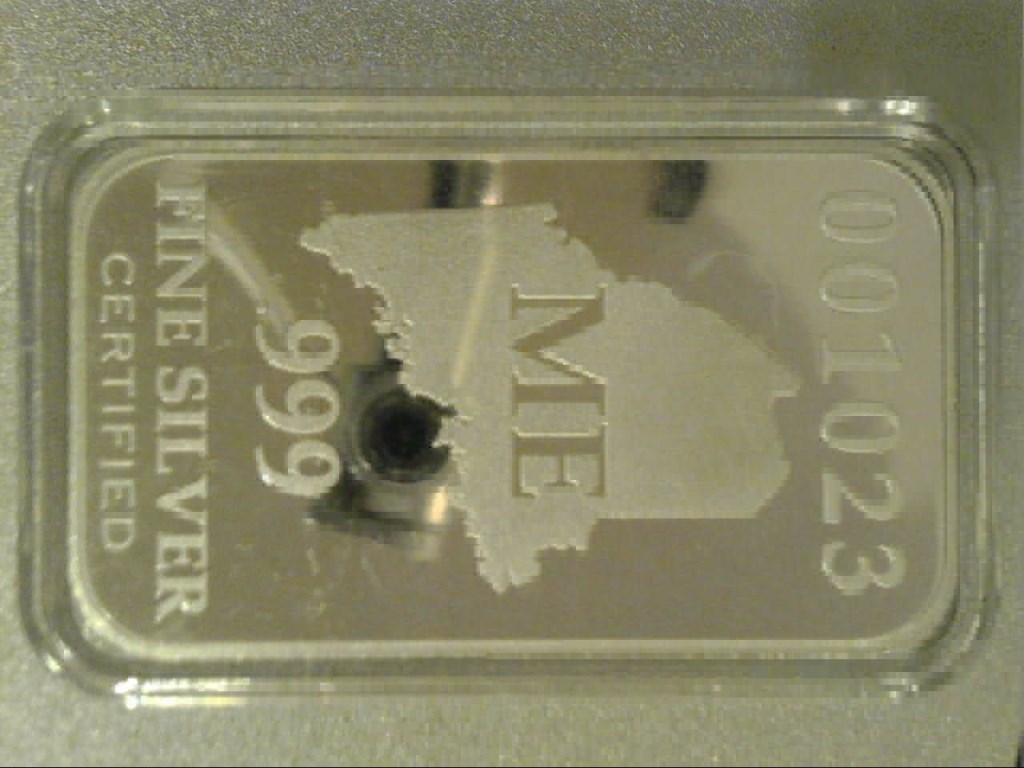 001023
ME
999
FINE SILVER
CERTIFIED